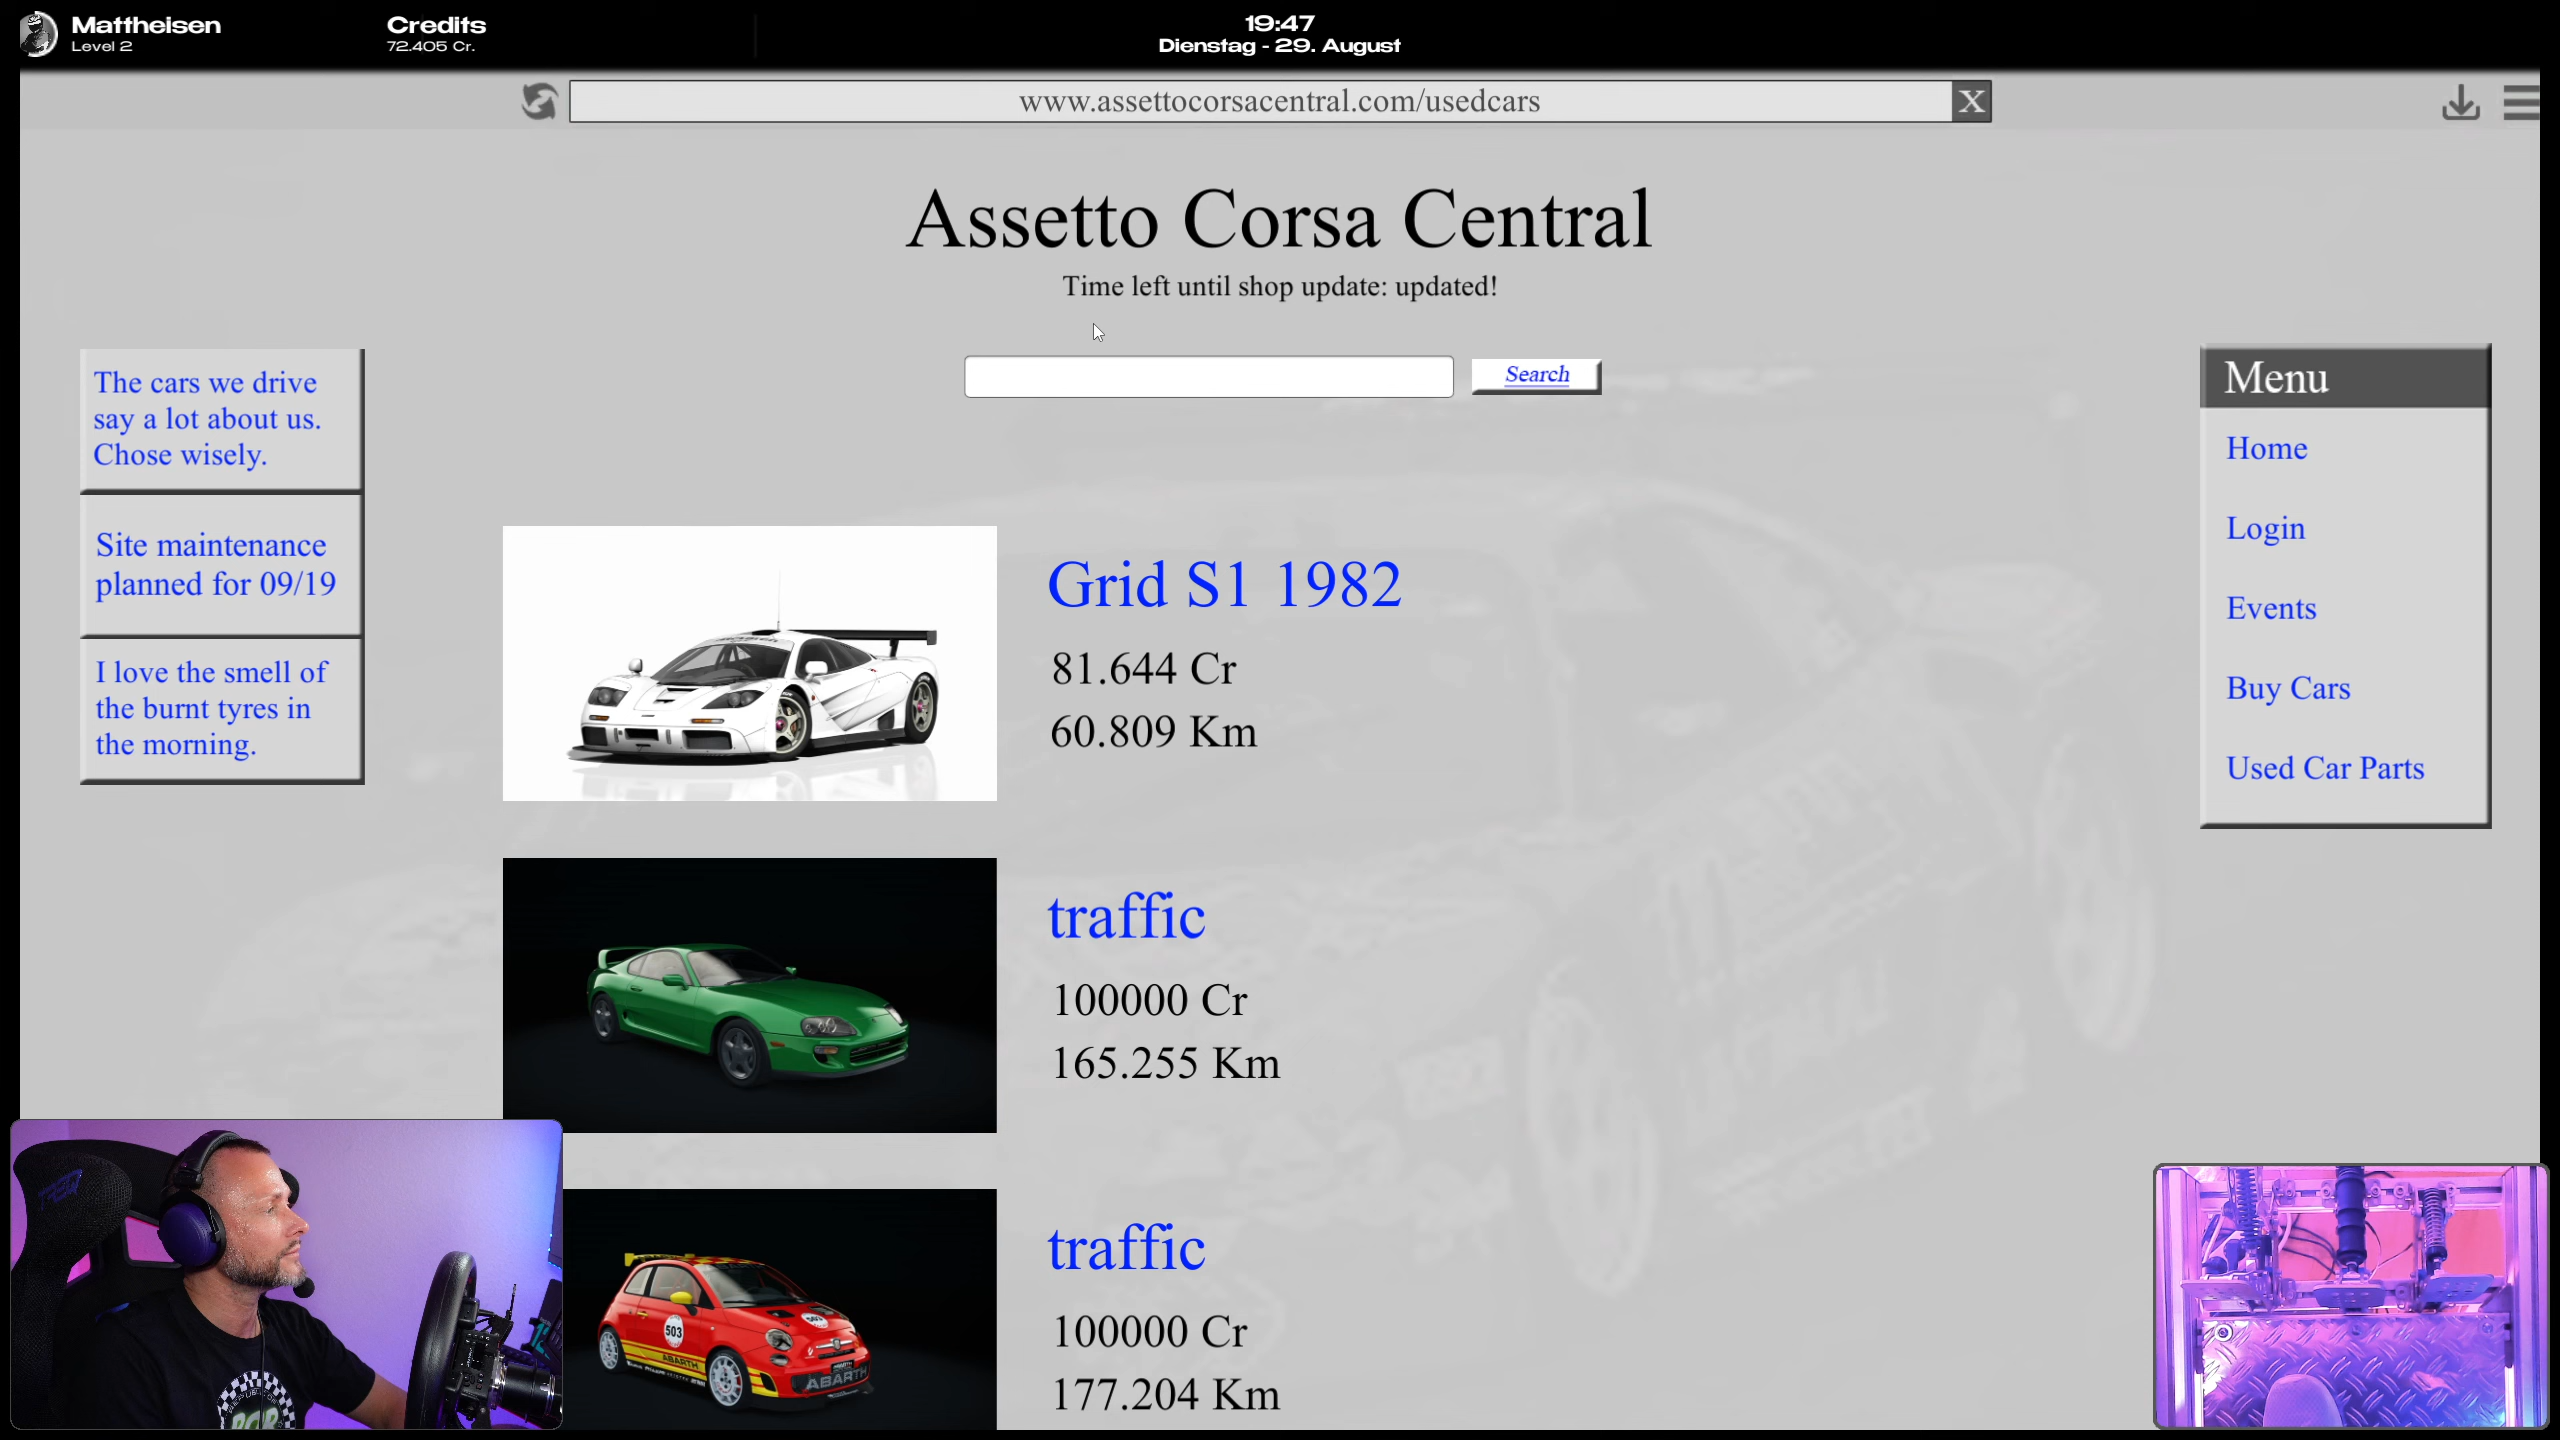 Mattheisen
Level 2
Credits
72.405 Cr.
19:47
Dienstag - 29. August
www.assettocorsacentral.com/usedcars
X
Assetto Corsa Central
Time left until shop update: updated!
Search
The cars we drive
say a lot about us.
Chose wisely.
Site maintenance
planned for 09/19
I love the smell of
the burnt tyres in
the morning.
Menu
Home
Login
Events
Buy Cars
Used Car Parts
Grid S1 1982
81.644 Cr
60.809 Km
traffic
100000 Cr
165.255 Km
traffic
100000 Cr
177.204 Km
503
ABARTH
ABARTH